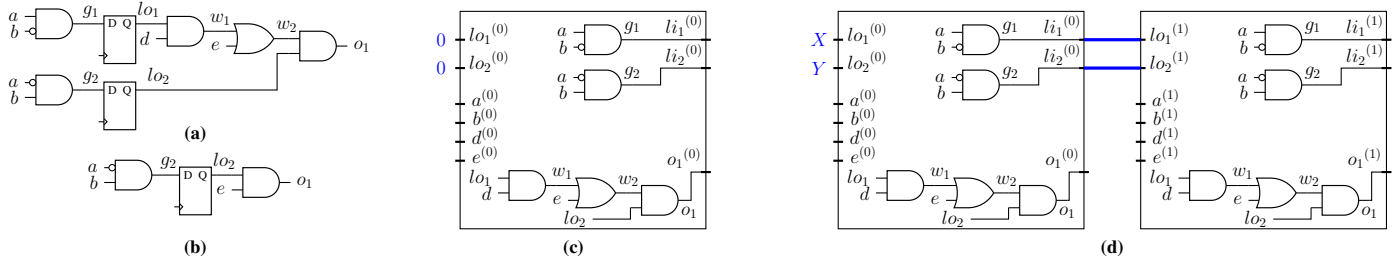 a
b
g₁
D Q
lo₁
d
w₁
e
w₂
o₁
a
b
g₂
D Q
lo₂
(a)
a
b
g₂
D Q
lo₂
e
o₁
(b)
0 lo₁⁽⁰⁾
0 lo₂⁽⁰⁾
a⁽⁰⁾
b⁽⁰⁾
d⁽⁰⁾
e⁽⁰⁾
a
b
g₁
li₁⁽⁰⁾
a
b
g₂
li₂⁽⁰⁾
lo₁
d
w₁
e
w₂
lo₂
o₁
o₁⁽⁰⁾
(c)
X lo₁⁽⁰⁾
Y lo₂⁽⁰⁾
a⁽⁰⁾
b⁽⁰⁾
d⁽⁰⁾
e⁽⁰⁾
a
b
g₁
li₁⁽⁰⁾
a
b
g₂
li₂⁽⁰⁾
lo₁
d
w₁
e
w₂
lo₂
o₁
o₁⁽⁰⁾
lo₁⁽¹⁾
lo₂⁽¹⁾
a⁽¹⁾
b⁽¹⁾
d⁽¹⁾
e⁽¹⁾
a
b
g₁
li₁⁽¹⁾
a
b
g₂
li₂⁽¹⁾
lo₁
d
w₁
e
w₂
lo₂
o₁
o₁⁽¹⁾
(d)